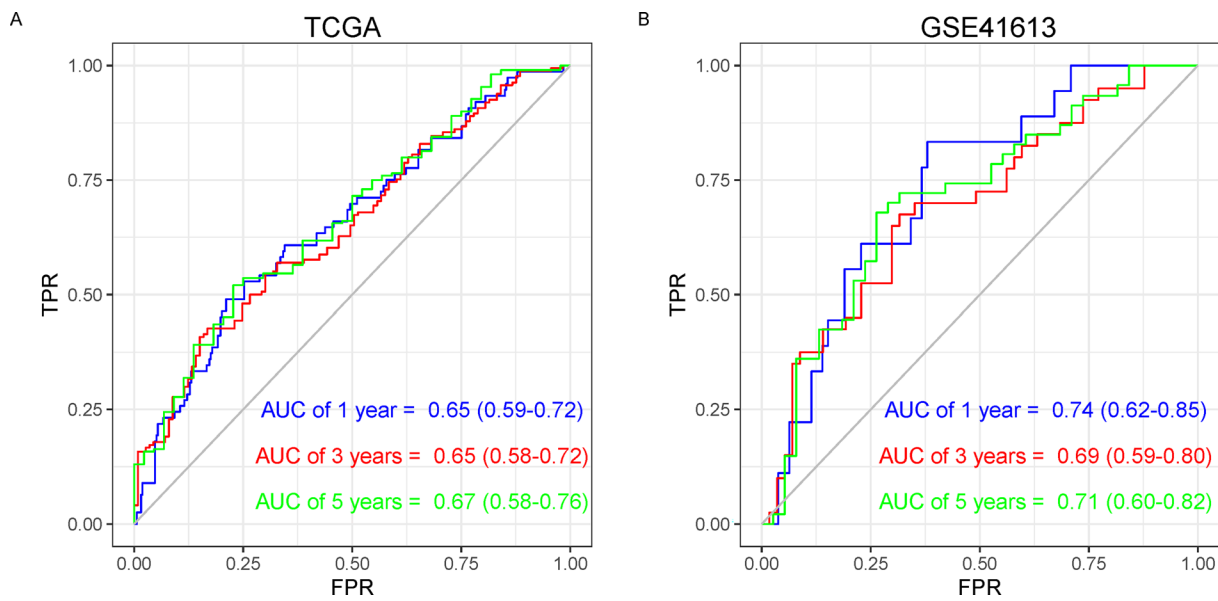 A
TCGA
1.00
0.75
0.50
0.25
0.00
TPR
AUC of 1 year = 0.65 (0.59-0.72)
AUC of 3 years = 0.65 (0.58-0.72)
AUC of 5 years = 0.67 (0.58-0.76)
0.00 0.25 0.50 0.75 1.00
FPR
B
GSE41613
1.00
0.75
0.50
0.25
0.00
TPR
AUC of 1 year = 0.74 (0.62-0.85)
AUC of 3 years = 0.69 (0.59-0.80)
AUC of 5 years = 0.71 (0.60-0.82)
0.00 0.25 0.50 0.75 1.00
FPR